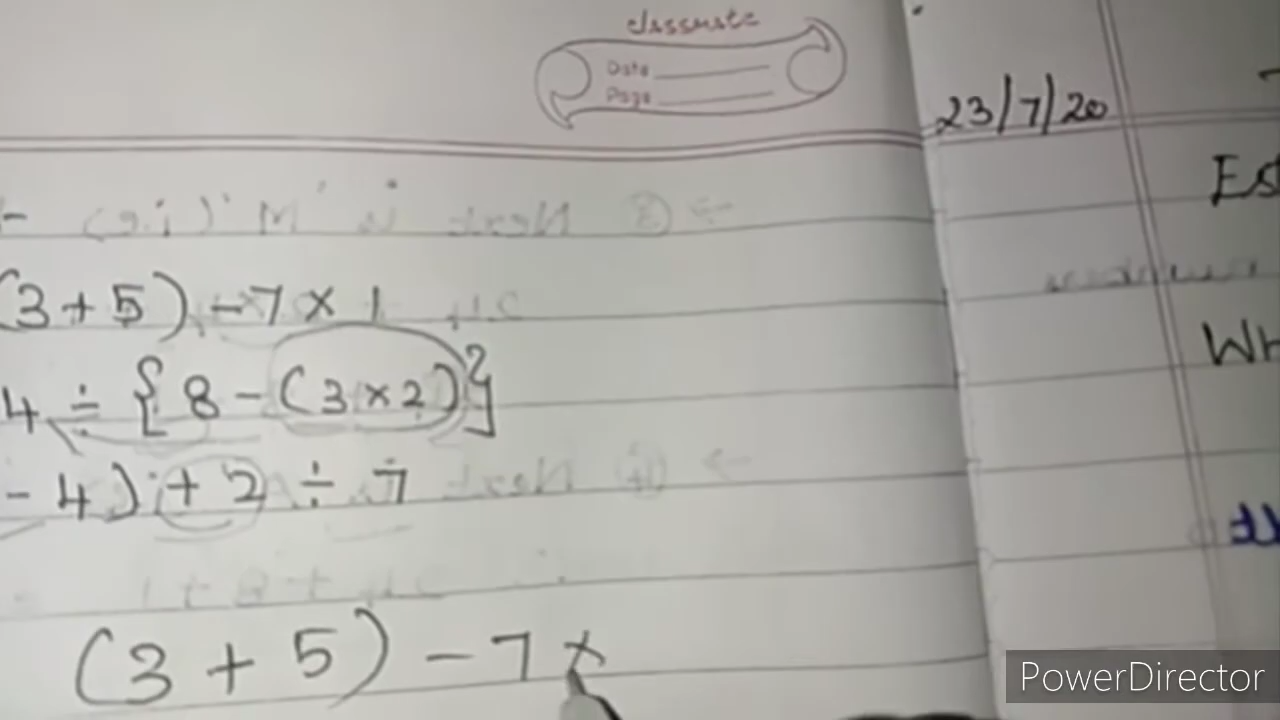 classmate
Date
Page
(3+5)-7×1
4÷{8-(3×2)}
-4)+2÷7
(3+5)-7×
23/7/20
Est
Wh
PowerDirector